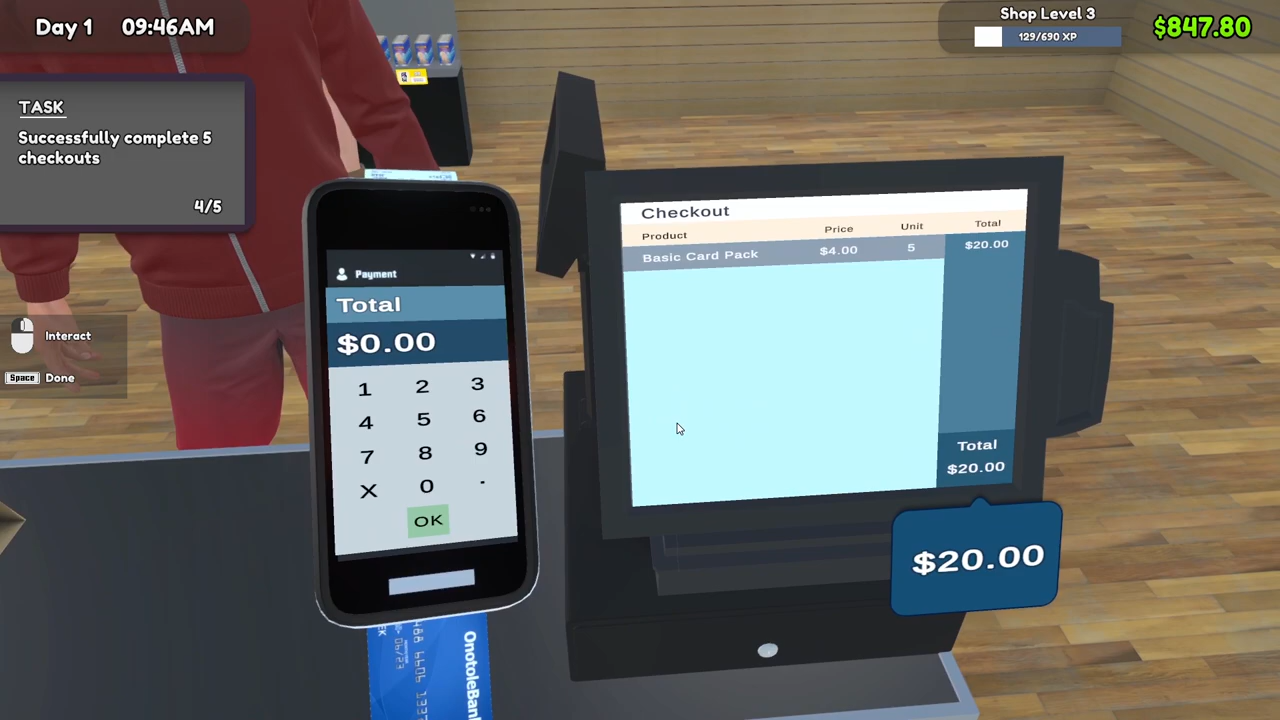 Day 1 09:46AM
Shop Level 3
129/690 XP
$847.80
TASK
Successfully complete 5
checkouts
4/5
Interact
Space Done
Payment
Total
$0.00
1 2 3
4 5 6
7 8 9
X 0 .
OK
Checkout
Product Price Unit Total
Basic Card Pack $4.00 5 $20.00
Total
$20.00
$20.00
OnotoleBank